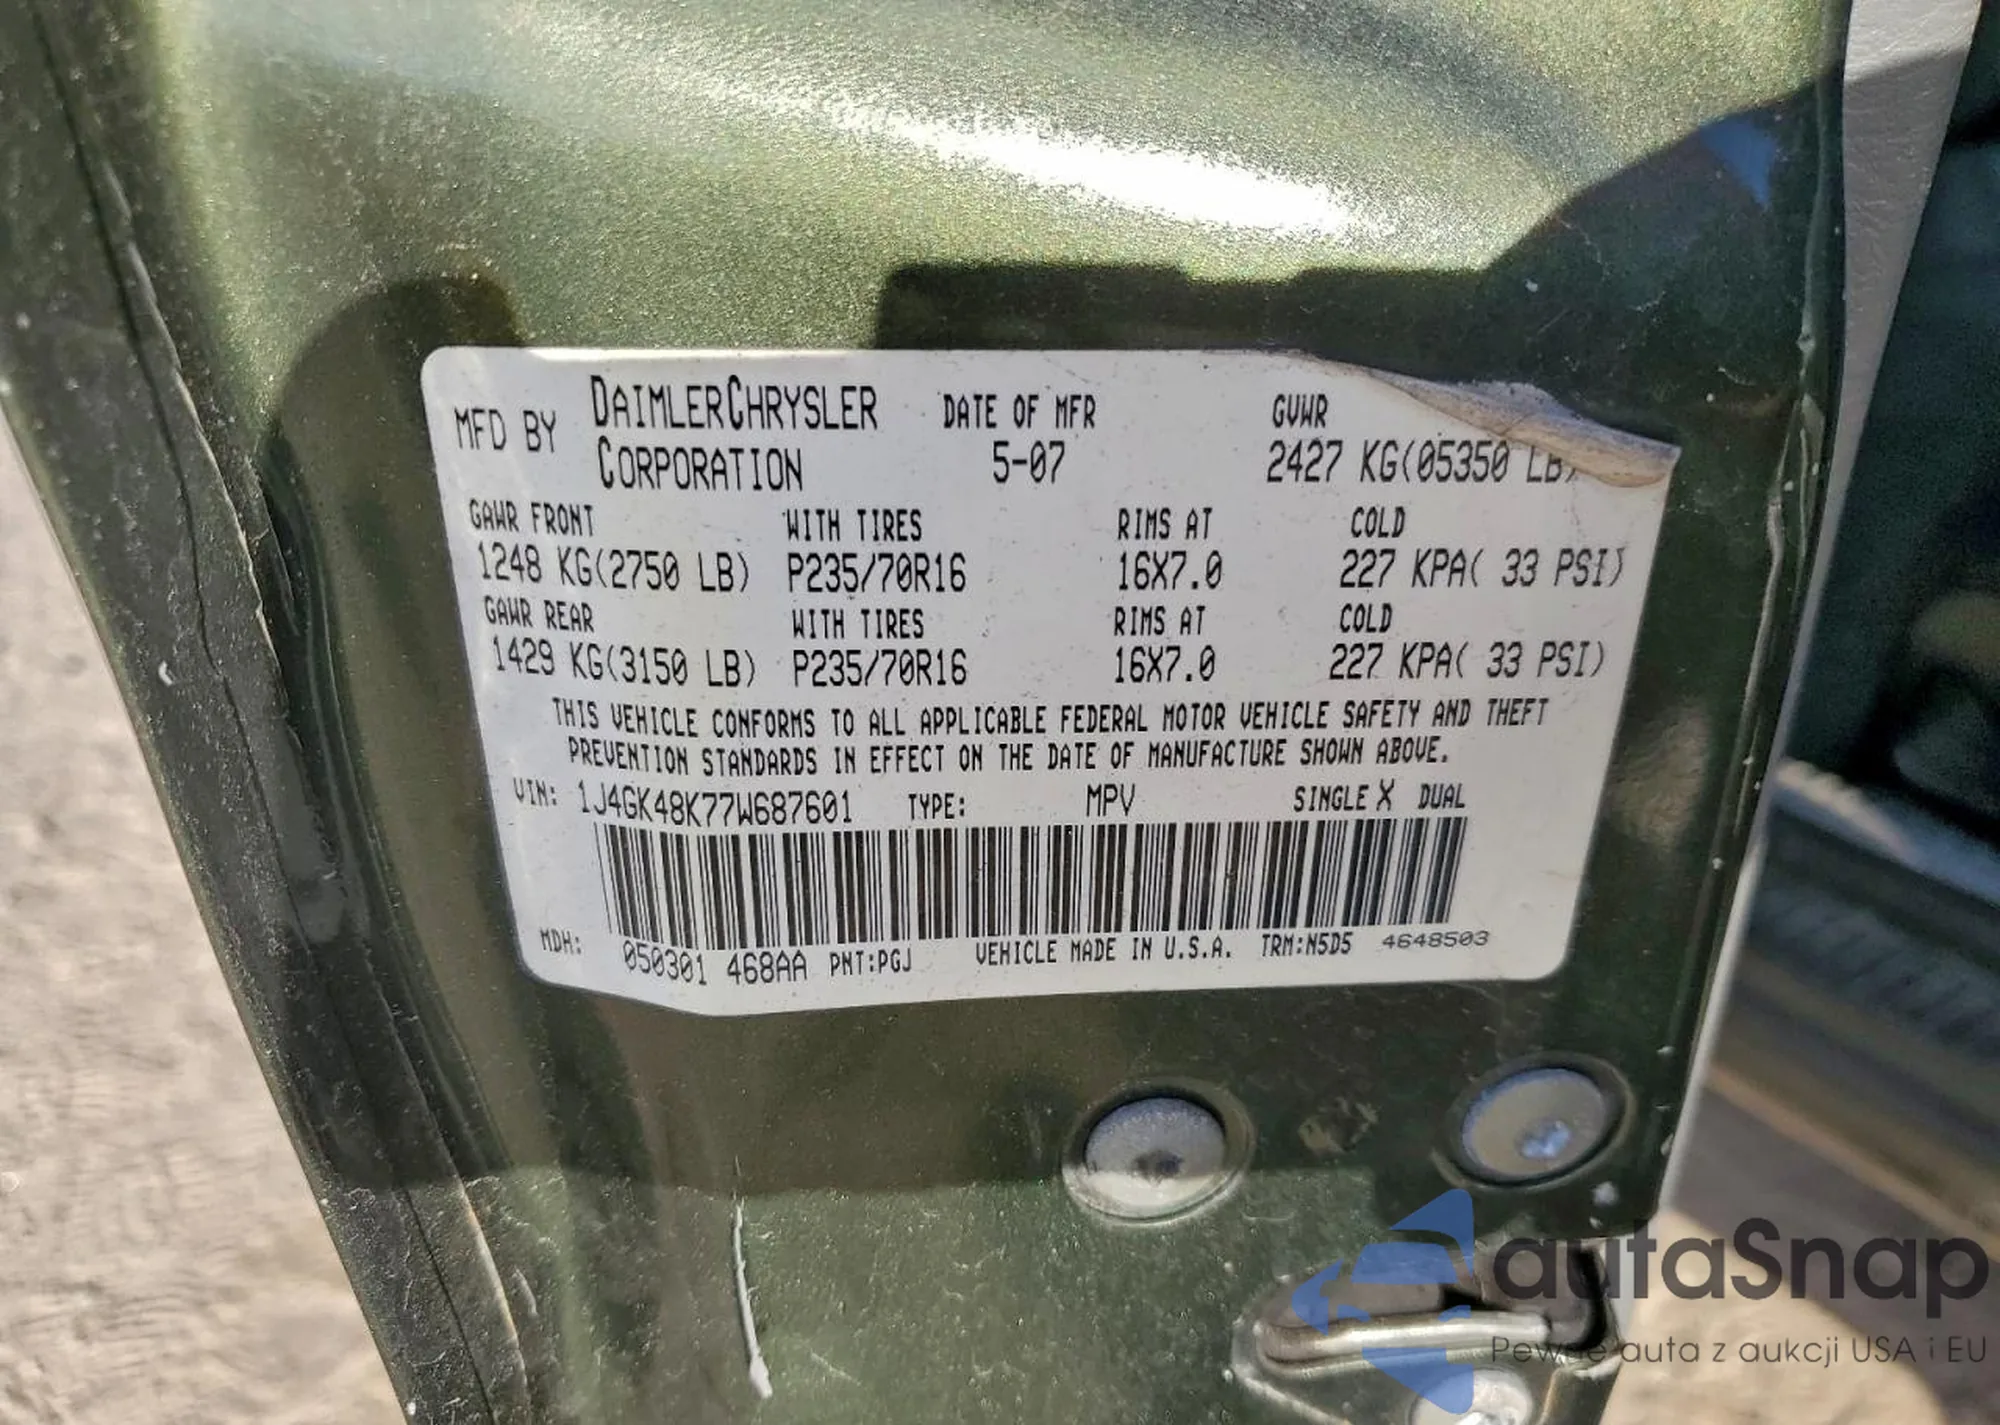 MFD BY DAIMLERCHRYSLER CORPORATION DATE OF MFR 5-07 GVWR 2427 KG(05350 LB)
GAWR FRONT WITH TIRES RIMS AT COLD
1248 KG(2750 LB) P235/70R16 16X7.0 227 KPA( 33 PSI)
GAWR REAR WITH TIRES RIMS AT COLD
1429 KG(3150 LB) P235/70R16 16X7.0 227 KPA( 33 PSI)
THIS VEHICLE CONFORMS TO ALL APPLICABLE FEDERAL MOTOR VEHICLE SAFETY AND THEFT
PREVENTION STANDARDS IN EFFECT ON THE DATE OF MANUFACTURE SHOWN ABOVE.
VIN: 1J4GK48K77W687601 TYPE: MPV SINGLE X DUAL
MDH: 050301 468AA PNT:PGJ VEHICLE MADE IN U.S.A. TRM:N5D5 4648503
autaSnap
Pewne auta z aukcji USA i EU